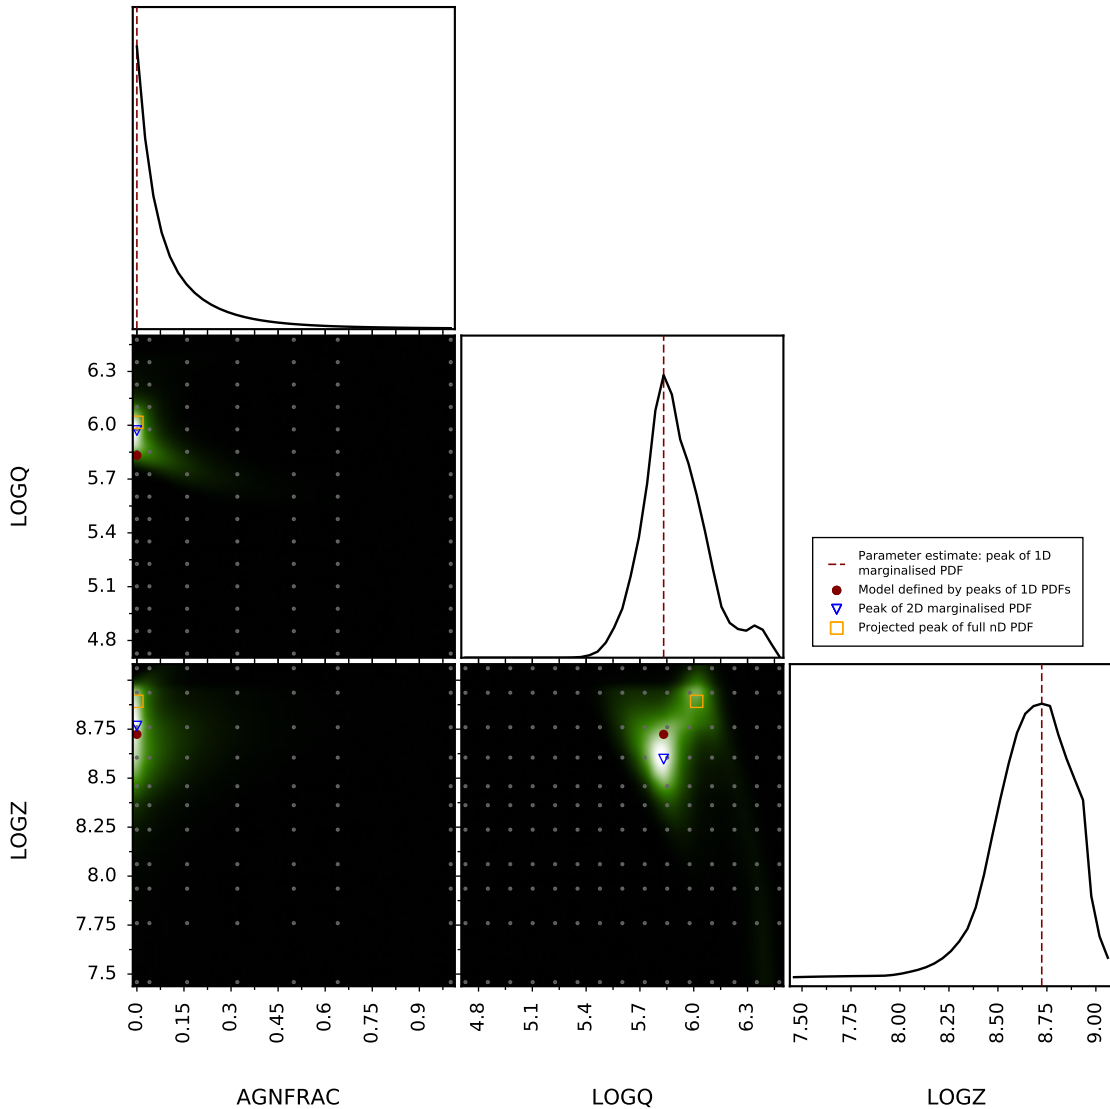 6.3
6.0
5.7
5.4
5.1
4.8
LOGQ
Parameter estimate: peak of 1D
marginalised PDF
Model defined by peaks of 1D PDFs
Peak of 2D marginalised PDF
Projected peak of full nD PDF
8.75
8.5
8.25
8.0
7.75
7.5
LOGZ
0.0 0.15 0.3 0.45 0.6 0.75 0.9
4.8 5.1 5.4 5.7 6.0 6.3
7.50 7.75 8.00 8.25 8.50 8.75 9.00
AGNFRAC LOGQ LOGZ